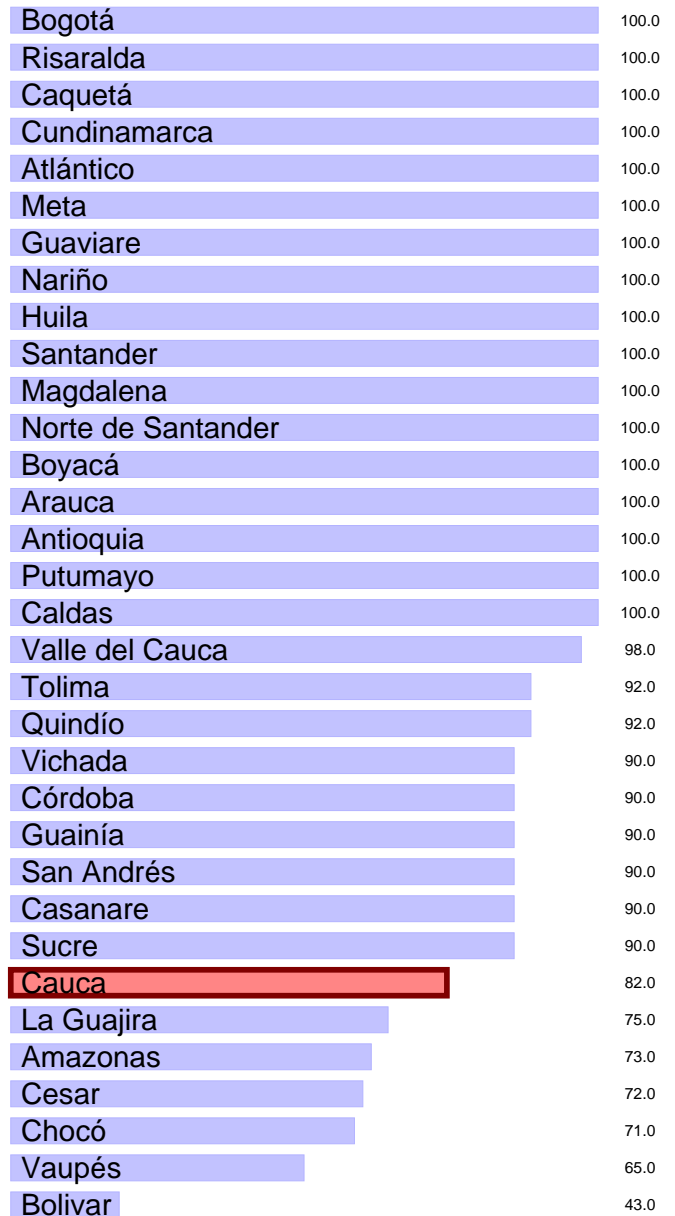 Bogotá 100.0
Risaralda 100.0
Caquetá 100.0
Cundinamarca 100.0
Atlántico 100.0
Meta 100.0
Guaviare 100.0
Nariño 100.0
Huila 100.0
Santander 100.0
Magdalena 100.0
Norte de Santander 100.0
Boyacá 100.0
Arauca 100.0
Antioquia 100.0
Putumayo 100.0
Caldas 100.0
Valle del Cauca 98.0
Tolima 92.0
Quindío 92.0
Vichada 90.0
Córdoba 90.0
Guainía 90.0
San Andrés 90.0
Casanare 90.0
Sucre 90.0
Cauca 82.0
La Guajira 75.0
Amazonas 73.0
Cesar 72.0
Chocó 71.0
Vaupés 65.0
Bolivar 43.0